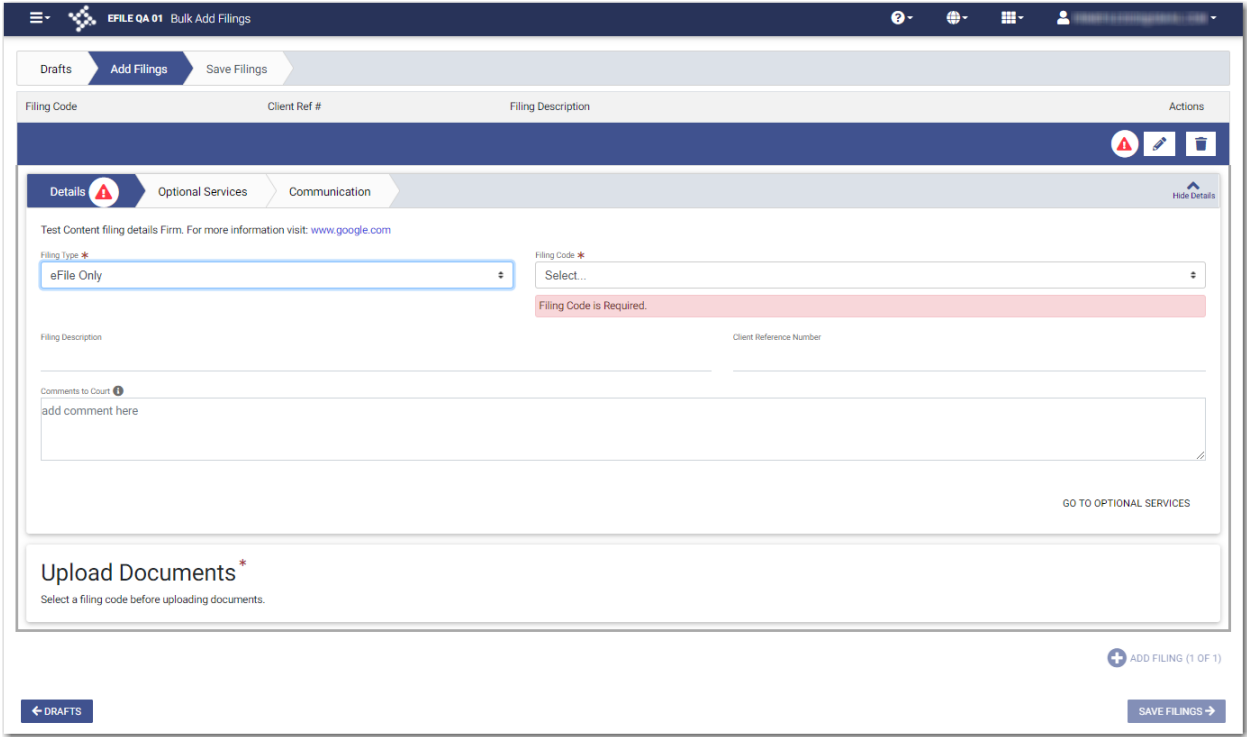 EFILE QA 01 Bulk Add Filings
Drafts Add Filings Save Filings
Filing Code Client Ref # Filing Description Actions
Details Optional Services Communication Hide Details
Test Content filing details Firm. For more information visit: www.google.com
Filing Type * Filing Code *
eFile Only Select...
Filing Code is Required.
Filing Description Client Reference Number
Comments to Court
add comment here
GO TO OPTIONAL SERVICES
Upload Documents*
Select a filing code before uploading documents.
ADD FILING (1 OF 1)
DRAFTS SAVE FILINGS